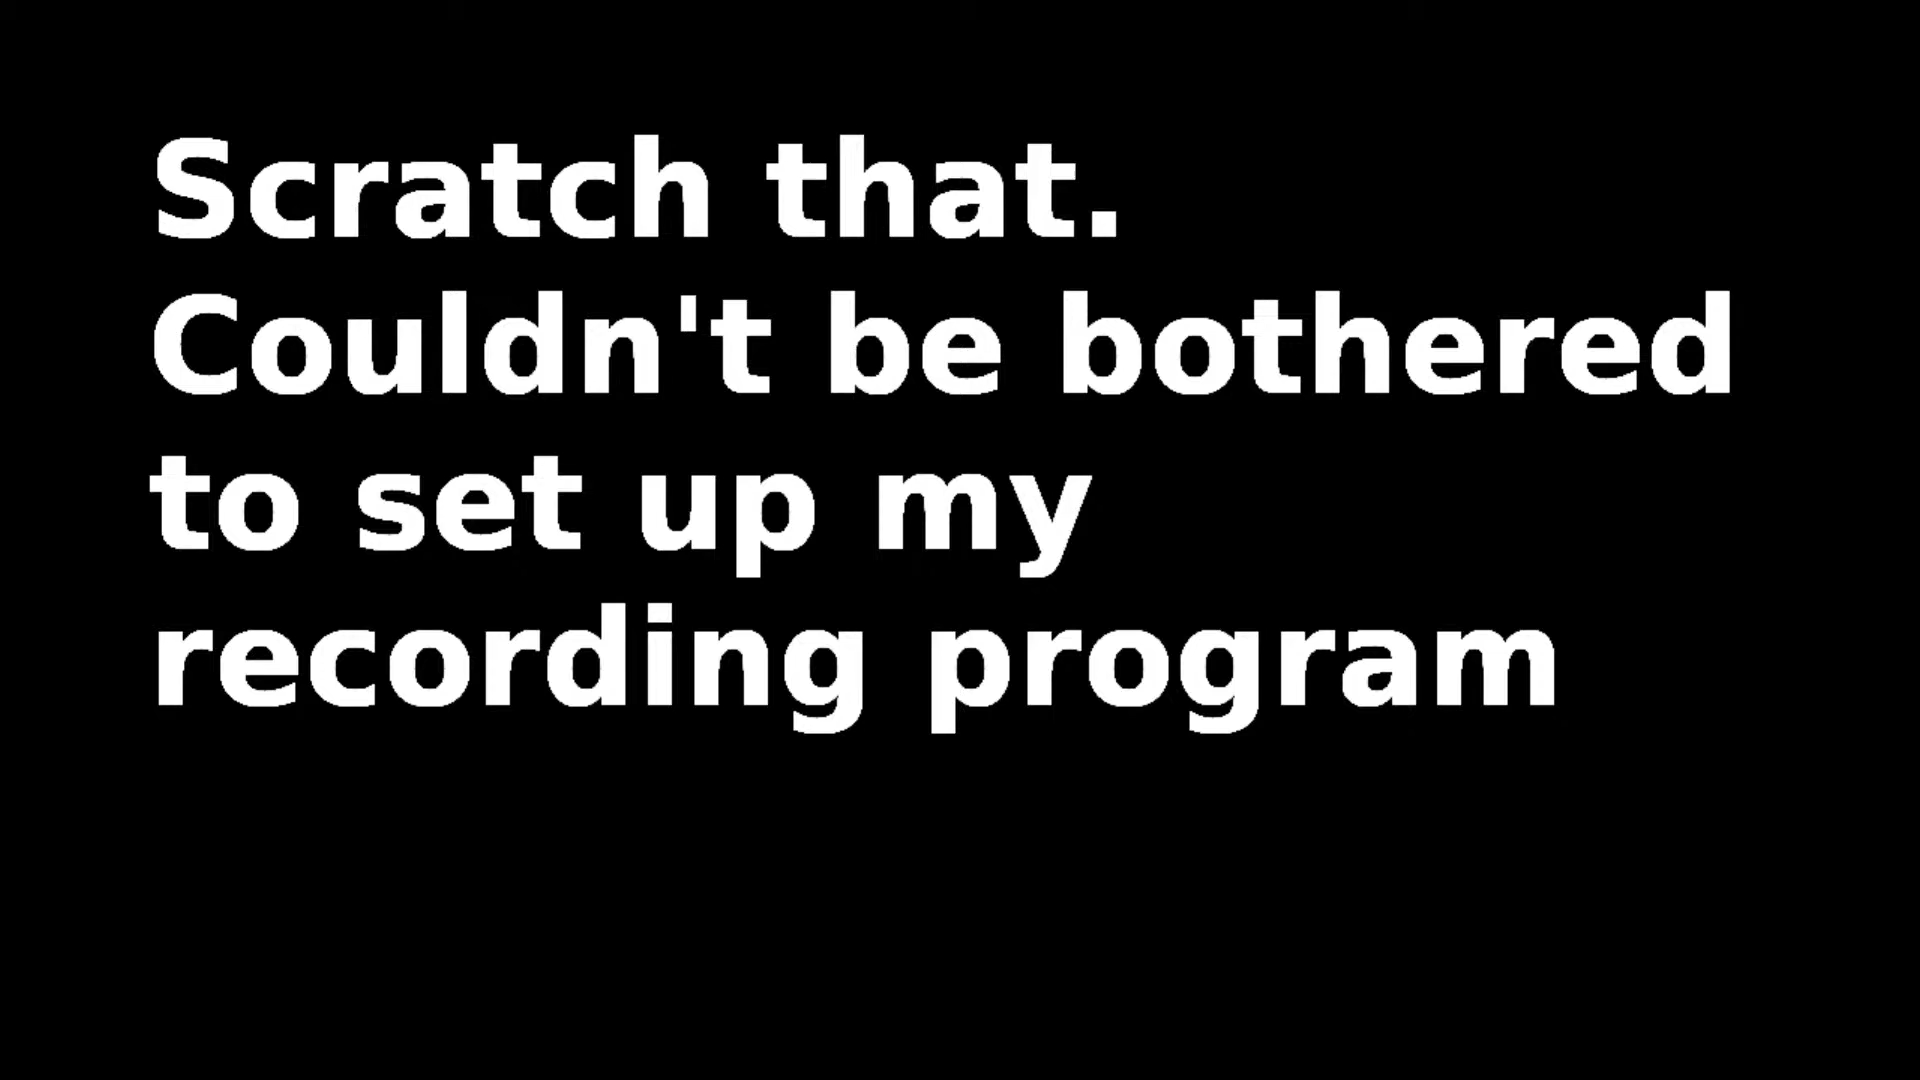 Scratch that.
Couldn't be bothered
to set up my
recording program